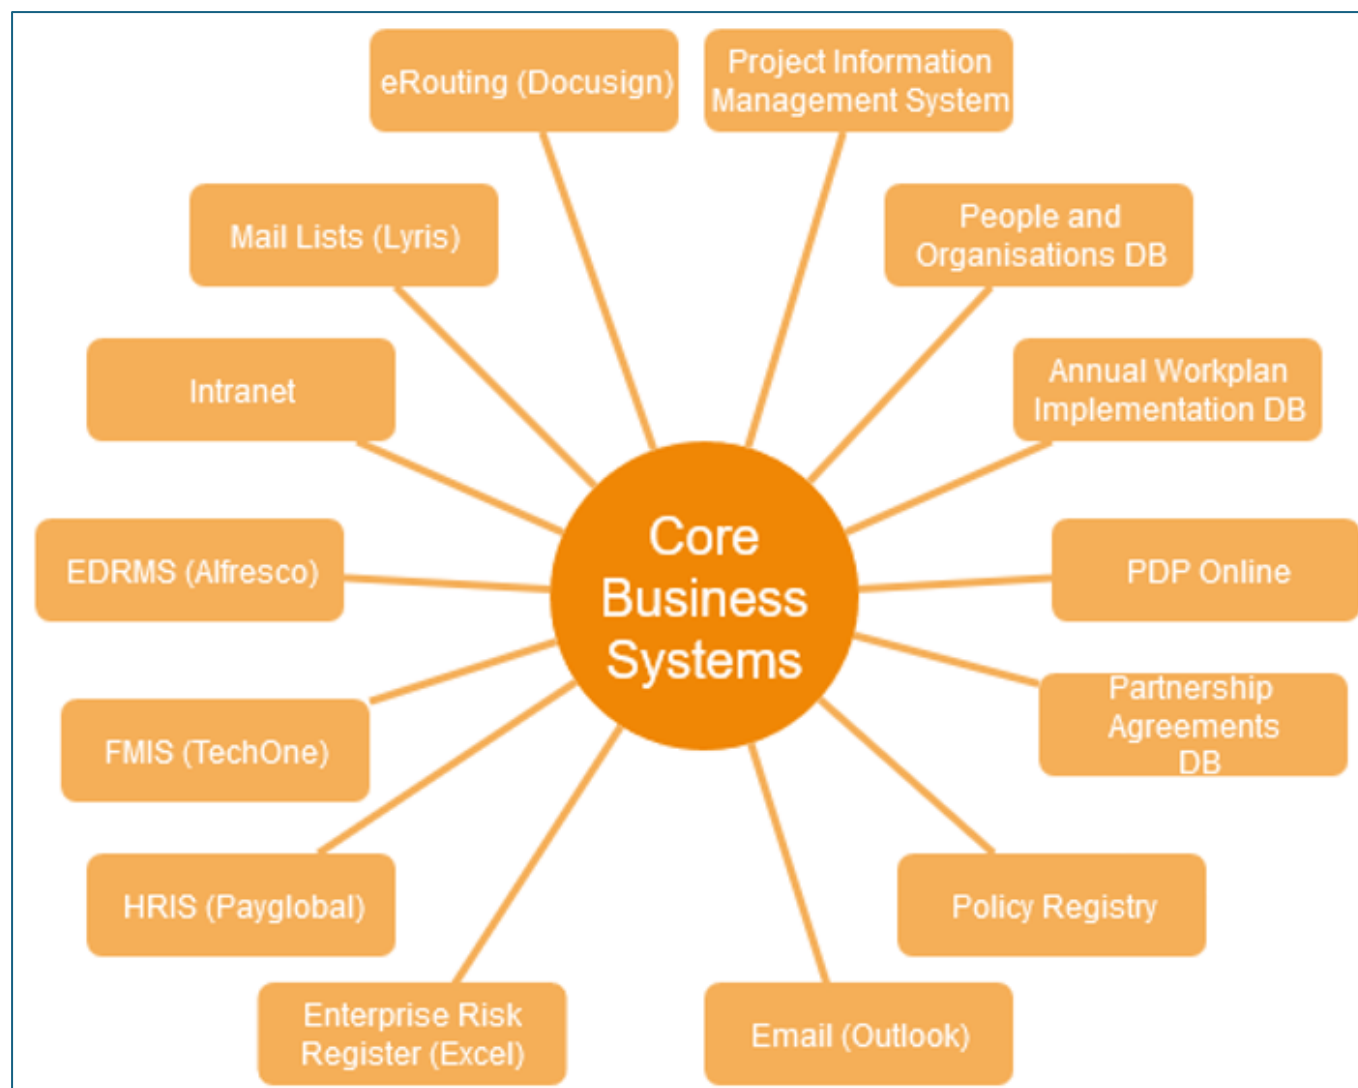 eRouting (Docusign)
Project Information
Management System
Mail Lists (Lyris)
People and
Organisations DB
Intranet
Annual Workplan
Implementation DB
Core
Business
Systems
EDRMS (Alfresco)
PDP Online
FMIS (TechOne)
Partnership
Agreements
DB
HRIS (Payglobal)
Policy Registry
Enterprise Risk
Register (Excel)
Email (Outlook)